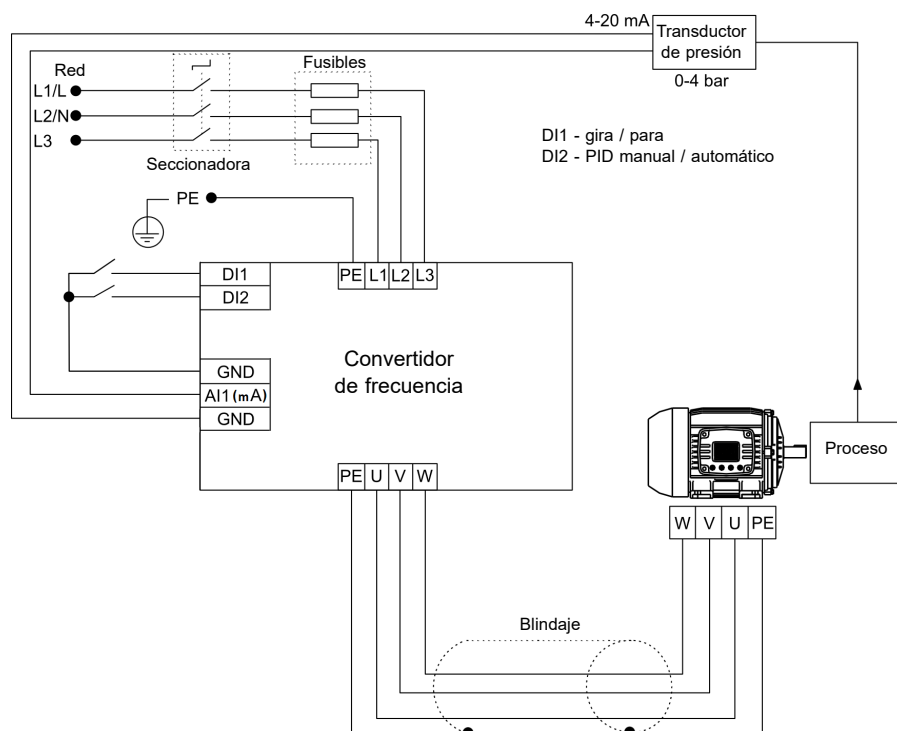 4-20 mA
Transductor
de presión
0-4 bar
Red
Fusibles
L1/L
L2/N
L3
Seccionadora
DI1 - gira / para
DI2 - PID manual / automático
PE
DI1
DI2
PE L1 L2 L3
Convertidor
de frecuencia
GND
AI1 (mA)
GND
PE U V W
Proceso
W V U PE
Blindaje